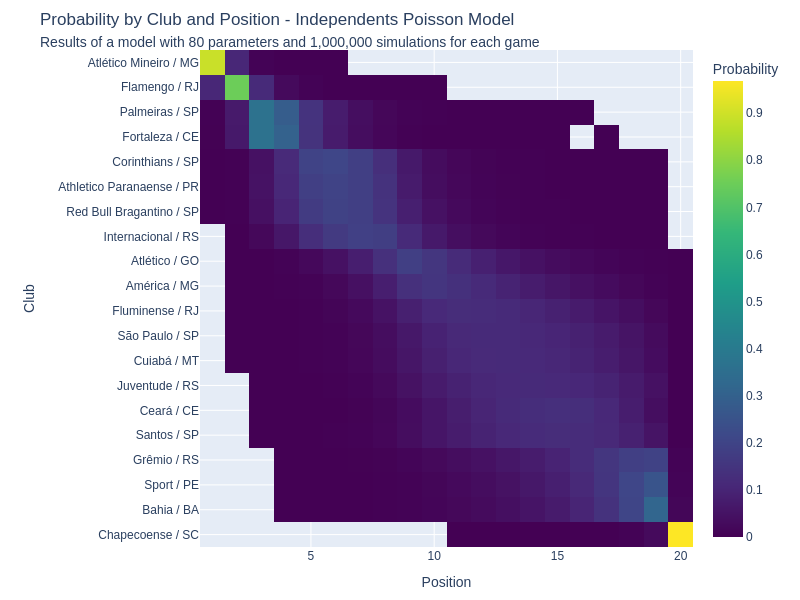 Probability by Club and Position - Independents Poisson Model
Results of a model with 80 parameters and 1,000,000 simulations for each game
Probability
Club
Atlético Mineiro / MG
Flamengo / RJ
Palmeiras / SP
Fortaleza / CE
Corinthians / SP
Athletico Paranaense / PR
Red Bull Bragantino / SP
Internacional / RS
Atlético / GO
América / MG
Fluminense / RJ
São Paulo / SP
Cuiabá / MT
Juventude / RS
Ceará / CE
Santos / SP
Grêmio / RS
Sport / PE
Bahia / BA
Chapecoense / SC
0.9
0.8
0.7
0.6
0.5
0.4
0.3
0.2
0.1
0
5 10 15 20
Position